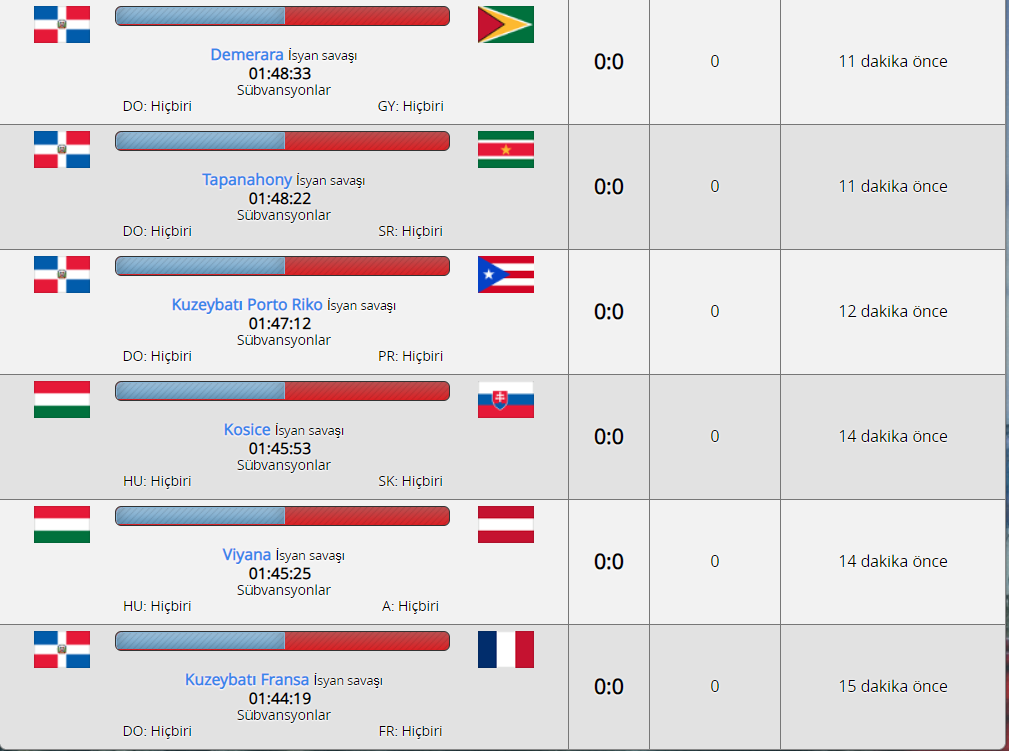 Demerara İsyan savaşı
01:48:33
Sübvansyonlar
DO: Hiçbiri GY: Hiçbiri
0:0
0
11 dakika önce
Tapanahony İsyan savaşı
01:48:22
Sübvansyonlar
DO: Hiçbiri SR: Hiçbiri
0:0
0
11 dakika önce
Kuzeybatı Porto Riko İsyan savaşı
01:47:12
Sübvansyonlar
DO: Hiçbiri PR: Hiçbiri
0:0
0
12 dakika önce
Kosice İsyan savaşı
01:45:53
Sübvansyonlar
HU: Hiçbiri SK: Hiçbiri
0:0
0
14 dakika önce
Viyana İsyan savaşı
01:45:25
Sübvansyonlar
HU: Hiçbiri A: Hiçbiri
0:0
0
14 dakika önce
Kuzeybatı Fransa İsyan savaşı
01:44:19
Sübvansyonlar
DO: Hiçbiri FR: Hiçbiri
0:0
0
15 dakika önce